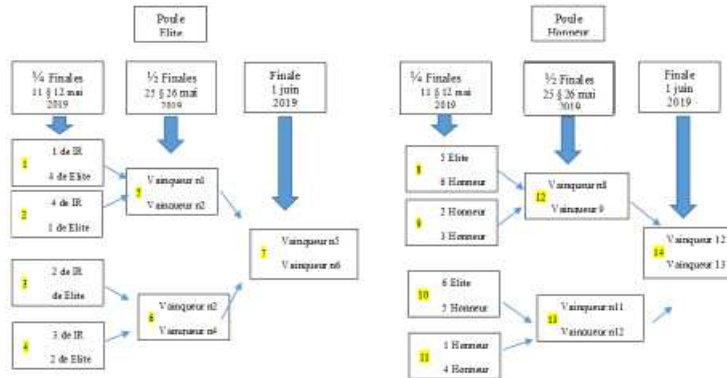 Poule
Elite
¼ Finales
11 § 12 mai
2019
½ Finales
25 § 26 mai
2019
Finale
1 juin
2019
1
1 de IR
4 de Elite
2
4 de IR
1 de Elite
5
Vainqueur n1
Vainqueur n2
3
2 de IR
de Elite
4
3 de IR
2 de Elite
6
Vainqueur n3
Vainqueur n4
7
Vainqueur n5
Vainqueur n6
Poule
Honneur
¼ Finales
11 § 12 mai
2019
½ Finales
25 § 26 mai
2019
Finale
1 juin
2019
8
5 Elite
6 Honneur
9
2 Honneur
3 Honneur
12
Vainqueur n8
Vainqueur 9
10
6 Elite
5 Honneur
11
1 Honneur
4 Honneur
13
Vainqueur n11
Vainqueur n12
14
Vainqueur 12
Vainqueur 13